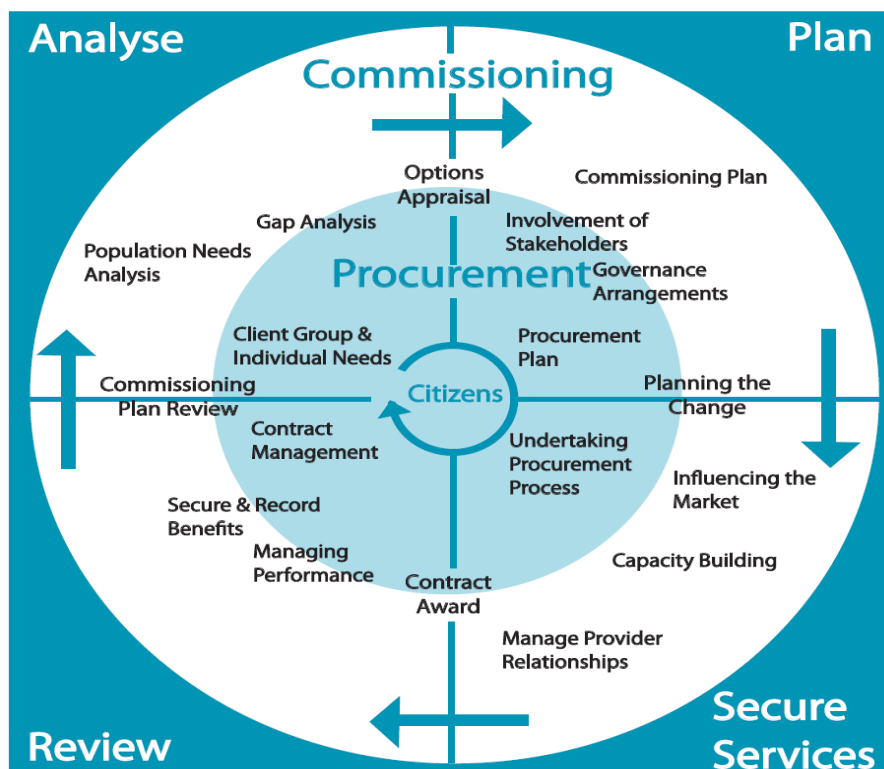 Analyse
Plan
Commissioning
Options
Appraisal
Commissioning Plan
Gap Analysis
Involvement of
Stakeholders
Population Needs
Analysis
Procurement
Governance
Arrangements
Client Group &
Individual Needs
Procurement
Plan
Commissioning
Plan Review
Citizens
Planning the
Change
Contract
Management
Undertaking
Procurement
Process
Influencing the
Market
Secure & Record
Benefits
Managing
Performance
Capacity Building
Contract
Award
Manage Provider
Relationships
Review
Secure
Services